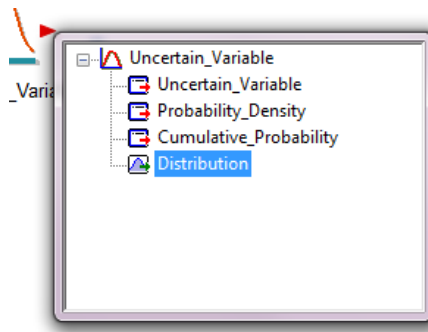 _Varia
Uncertain_Variable
Uncertain_Variable
Probability_Density
Cumulative_Probability
Distribution